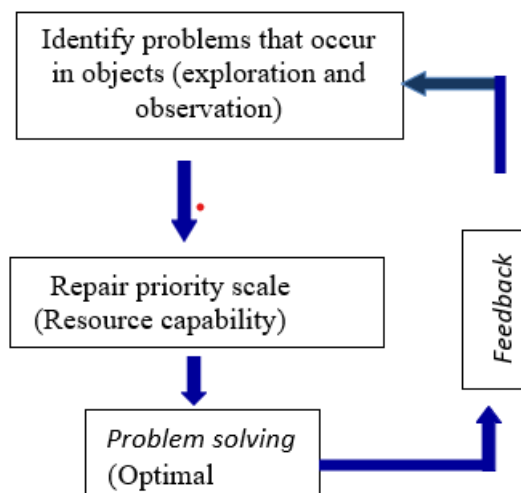 Identify problems that occur
in objects (exploration and
observation)
Repair priority scale
(Resource capability)
Feedback
Problem solving
(Optimal